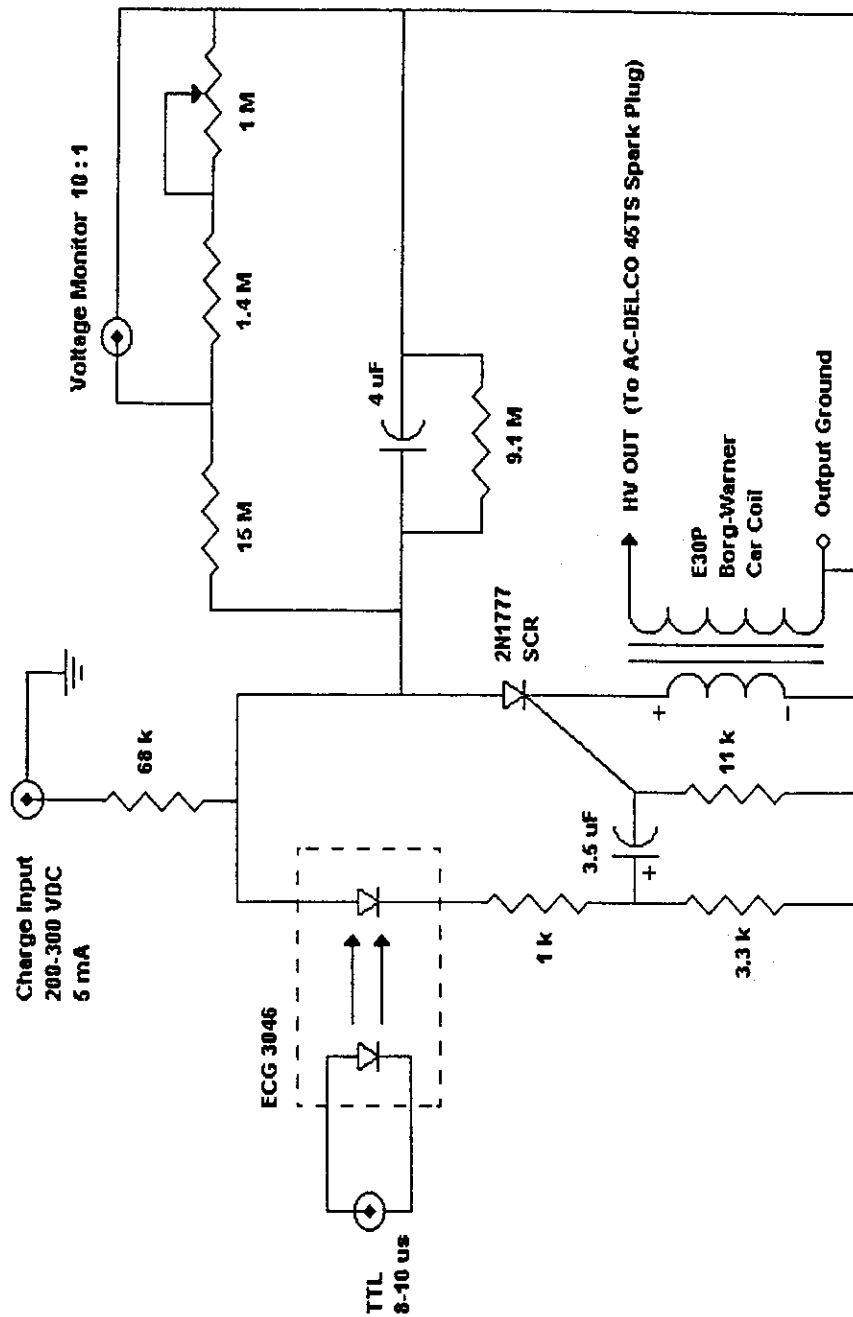 Charge Input
200-300 VDC
5 mA
68 k
Voltage Monitor 10 : 1
15 M
1.4 M
1 M
4 uF
9.1 M
ECG 3046
TTL
8-10 us
1 k
3.3 k
3.5 uF
+
11 k
2N1777
SCR
+
-
E30P
Borg-Warner
Car Coil
HV OUT (To AC-DELCO 45TS Spark Plug)
Output Ground